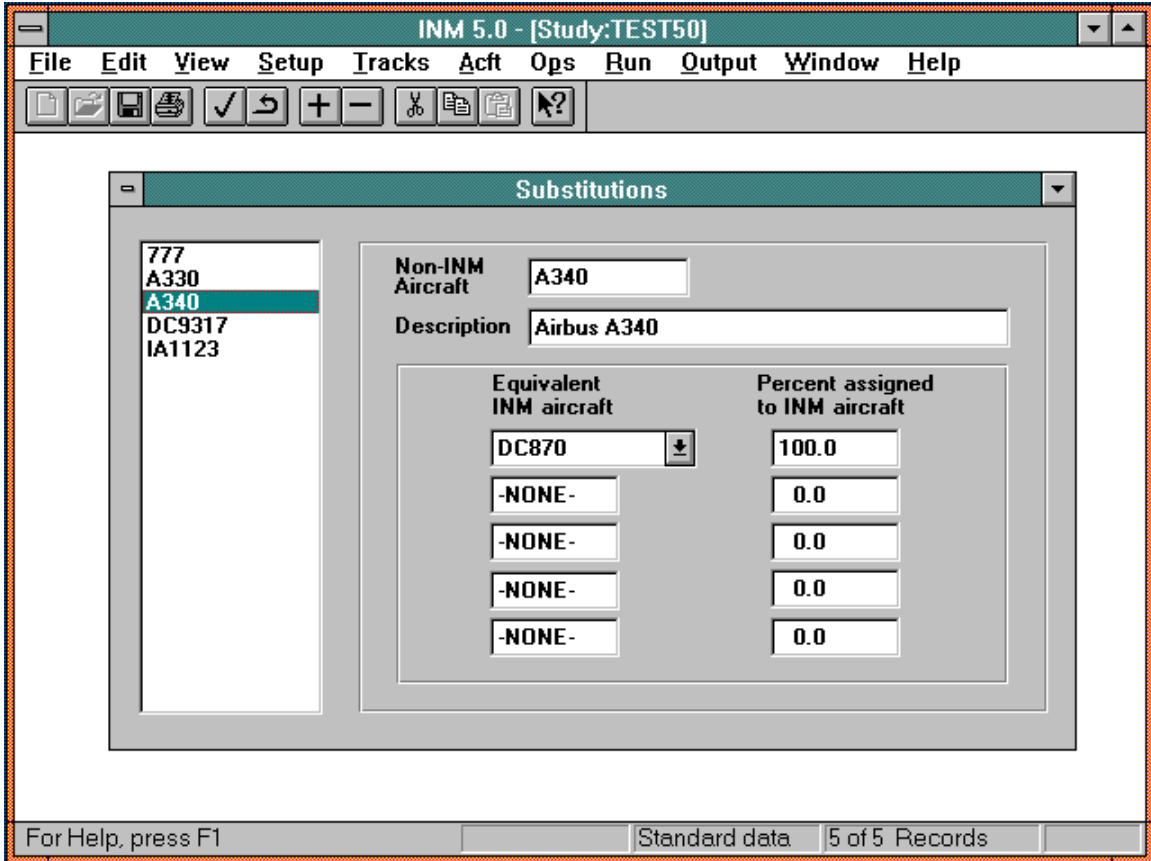 INM 5.0 - [Study:TEST50]
File Edit View Setup Tracks Acft Ops Run Output Window Help
Substitutions
777
A330
A340
DC9317
IA1123
Non-INM
Aircraft
A340
Description Airbus A340
Equivalent
INM aircraft
Percent assigned
to INM aircraft
DC870 100.0
-NONE- 0.0
-NONE- 0.0
-NONE- 0.0
-NONE- 0.0
For Help, press F1 Standard data 5 of 5 Records